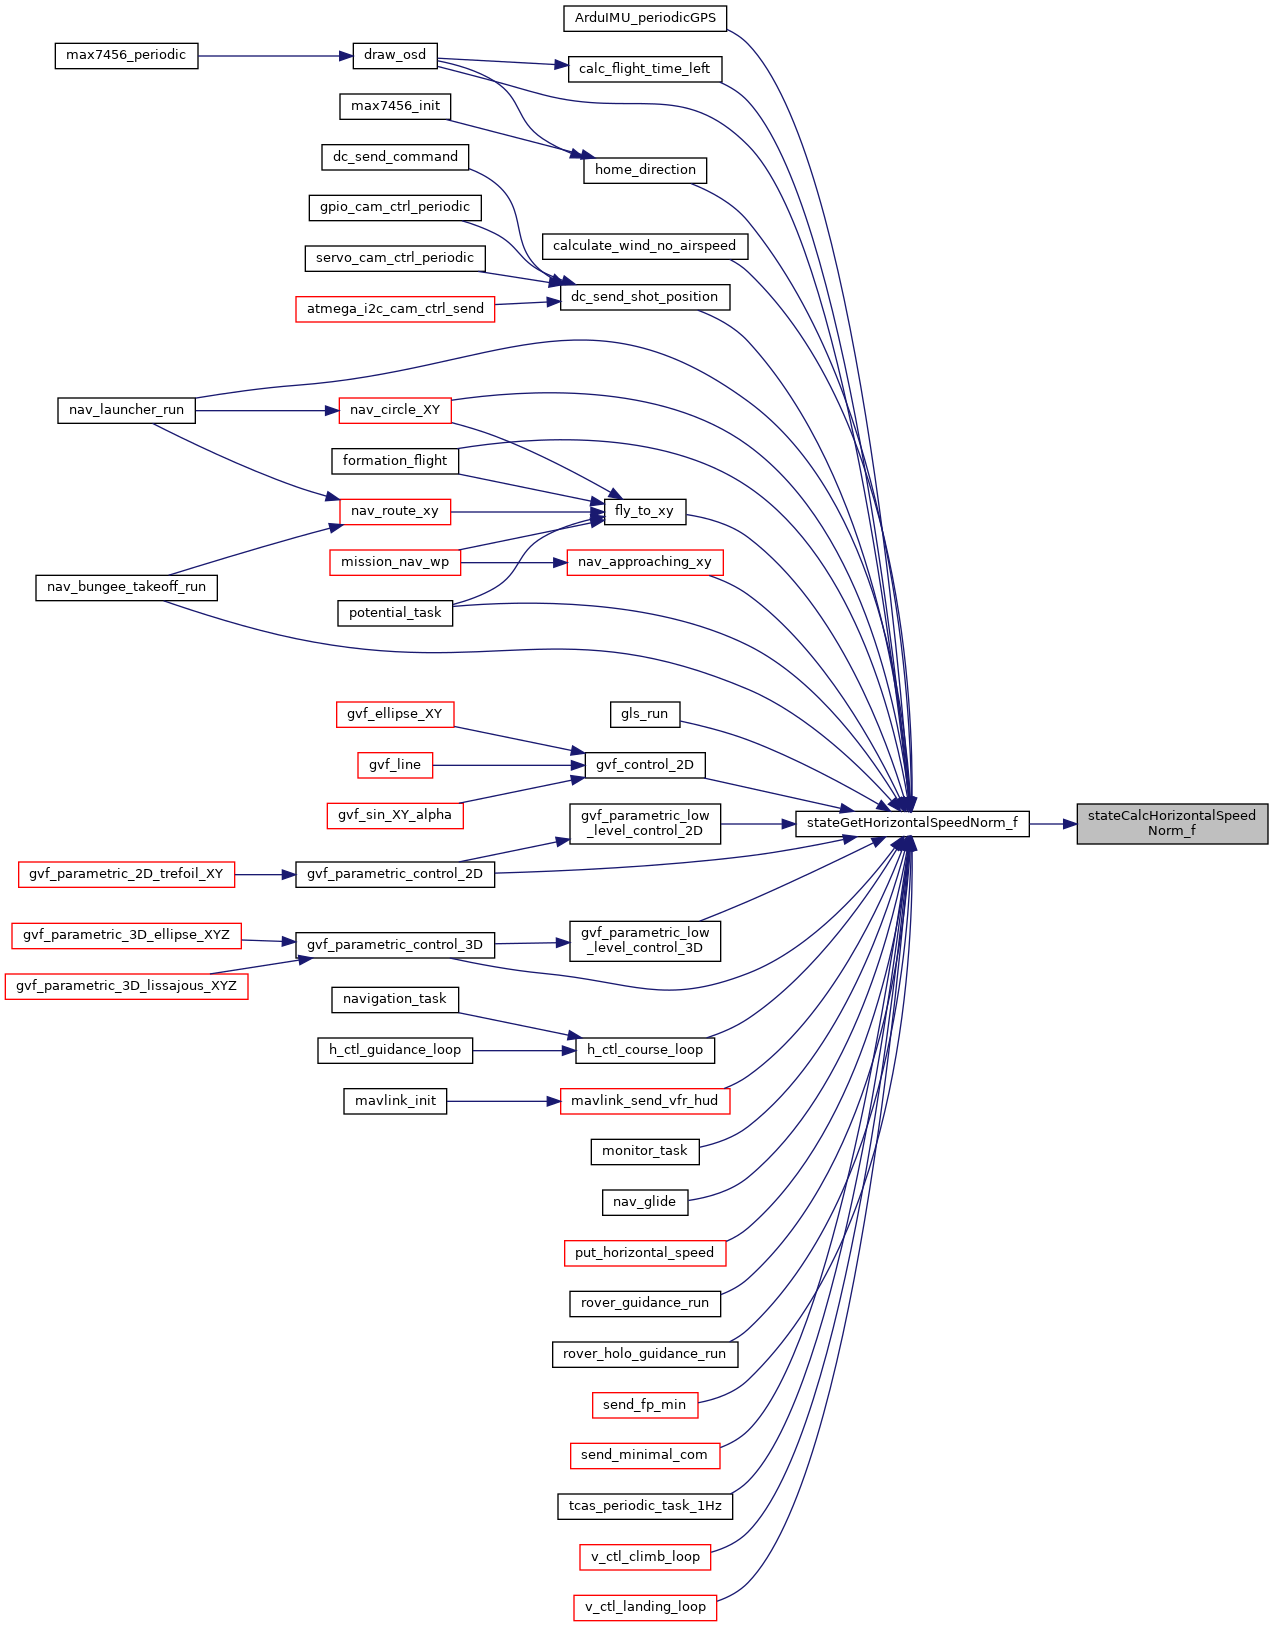 ArduIMU_periodicGPS
max7456_periodic
draw_osd
calc_flight_time_left
max7456_init
dc_send_command
home_direction
gpio_cam_ctrl_periodic
calculate_wind_no_airspeed
servo_cam_ctrl_periodic
dc_send_shot_position
atmega_i2c_cam_ctrl_send
nav_launcher_run
nav_circle_XY
formation_flight
nav_route_xy
fly_to_xy
mission_nav_wp
nav_approaching_xy
nav_bungee_takeoff_run
potential_task
gvf_ellipse_XY
gls_run
gvf_line
gvf_control_2D
gvf_sin_XY_alpha
gvf_parametric_low
_level_control_2D
stateGetHorizontalSpeedNorm_f
stateCalcHorizontalSpeed
Norm_f
gvf_parametric_2D_trefoil_XY
gvf_parametric_control_2D
gvf_parametric_3D_ellipse_XYZ
gvf_parametric_control_3D
gvf_parametric_low
_level_control_3D
gvf_parametric_3D_lissajous_XYZ
navigation_task
h_ctl_guidance_loop
h_ctl_course_loop
mavlink_init
mavlink_send_vfr_hud
monitor_task
nav_glide
put_horizontal_speed
rover_guidance_run
rover_holo_guidance_run
send_fp_min
send_minimal_com
tcas_periodic_task_1Hz
v_ctl_climb_loop
v_ctl_landing_loop